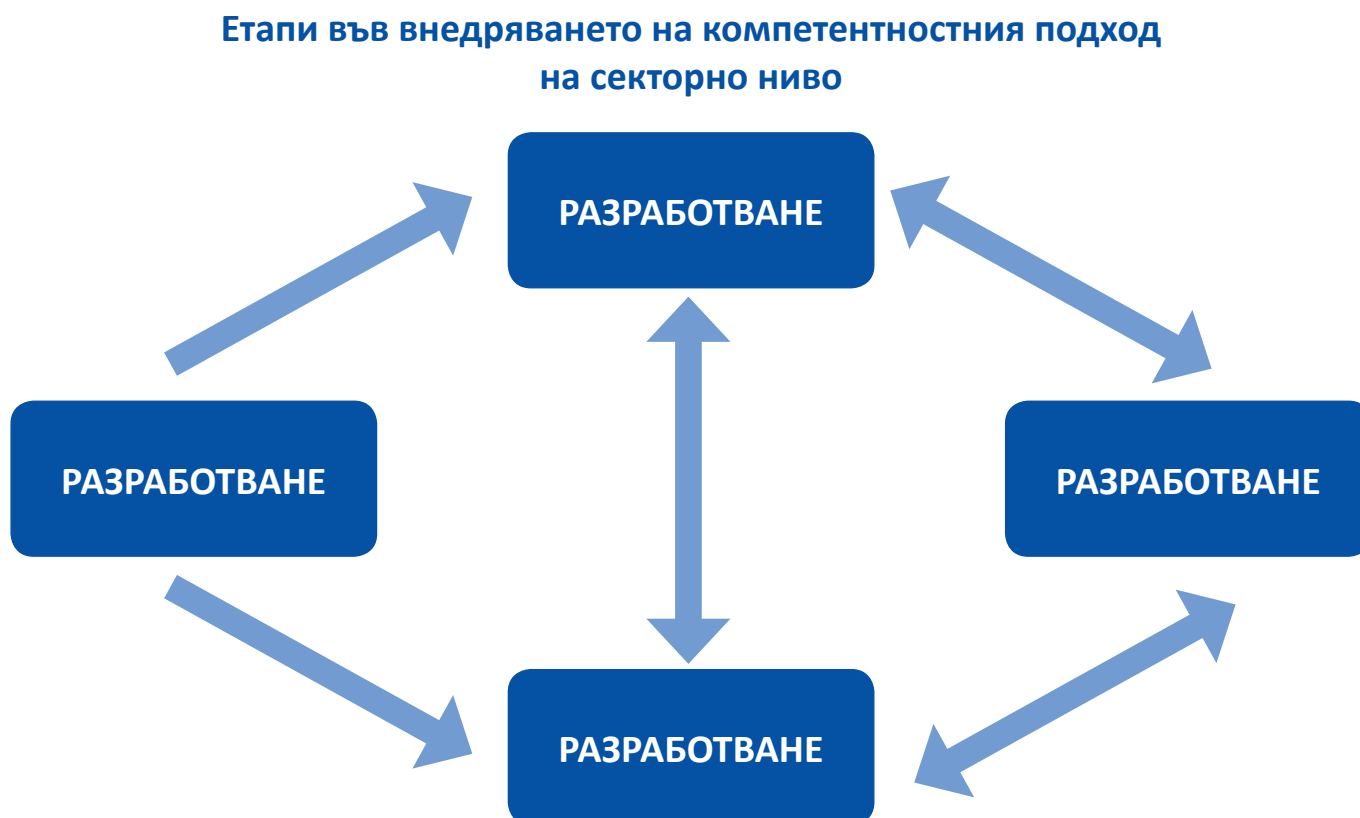 Етапи във внедряването на компетентностния подход
на секторно ниво
РАЗРАБОТВАНЕ
РАЗРАБОТВАНЕ
РАЗРАБОТВАНЕ
РАЗРАБОТВАНЕ